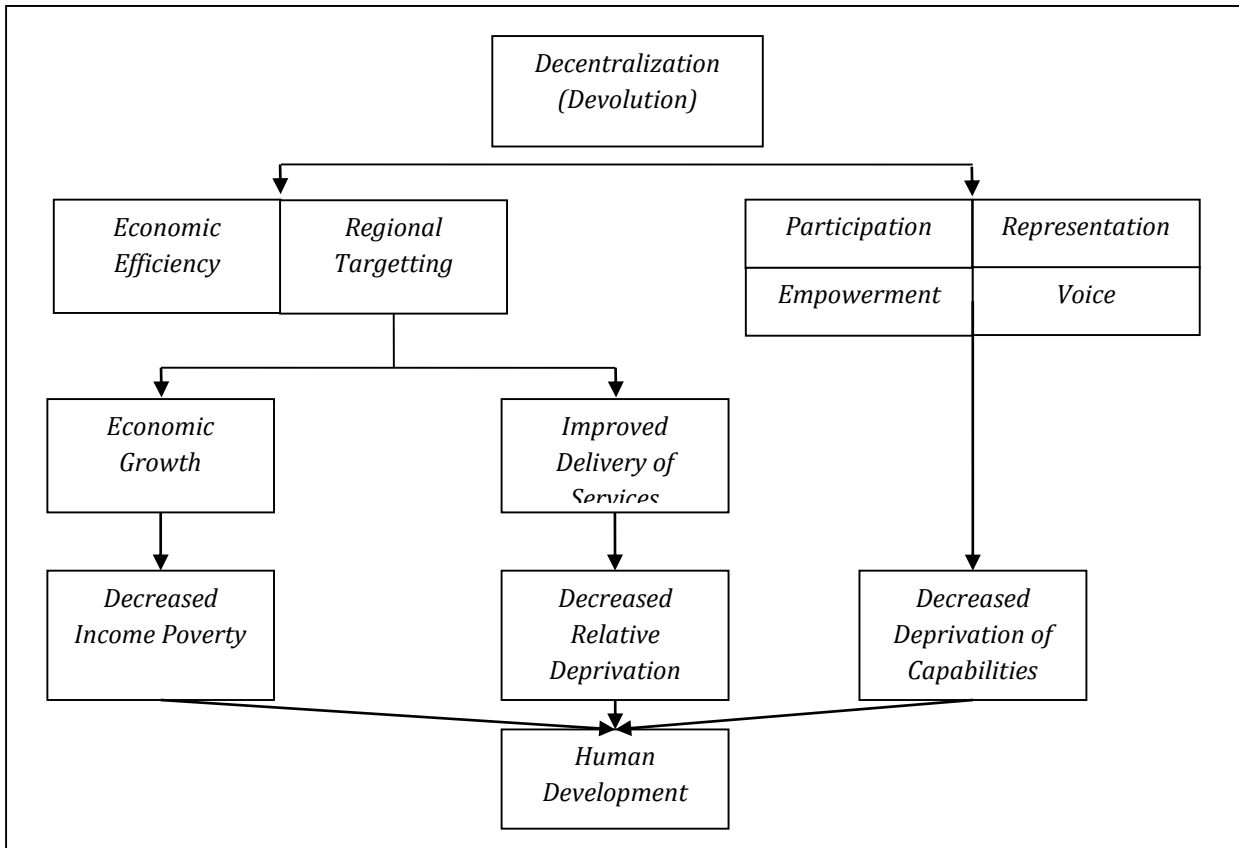 Decentralization
(Devolution)
Economic
Efficiency
Regional
Targetting
Participation
Representation
Empowerment
Voice
Economic
Growth
Improved
Delivery of
Services
Decreased
Income Poverty
Decreased
Relative
Deprivation
Decreased
Deprivation of
Capabilities
Human
Development